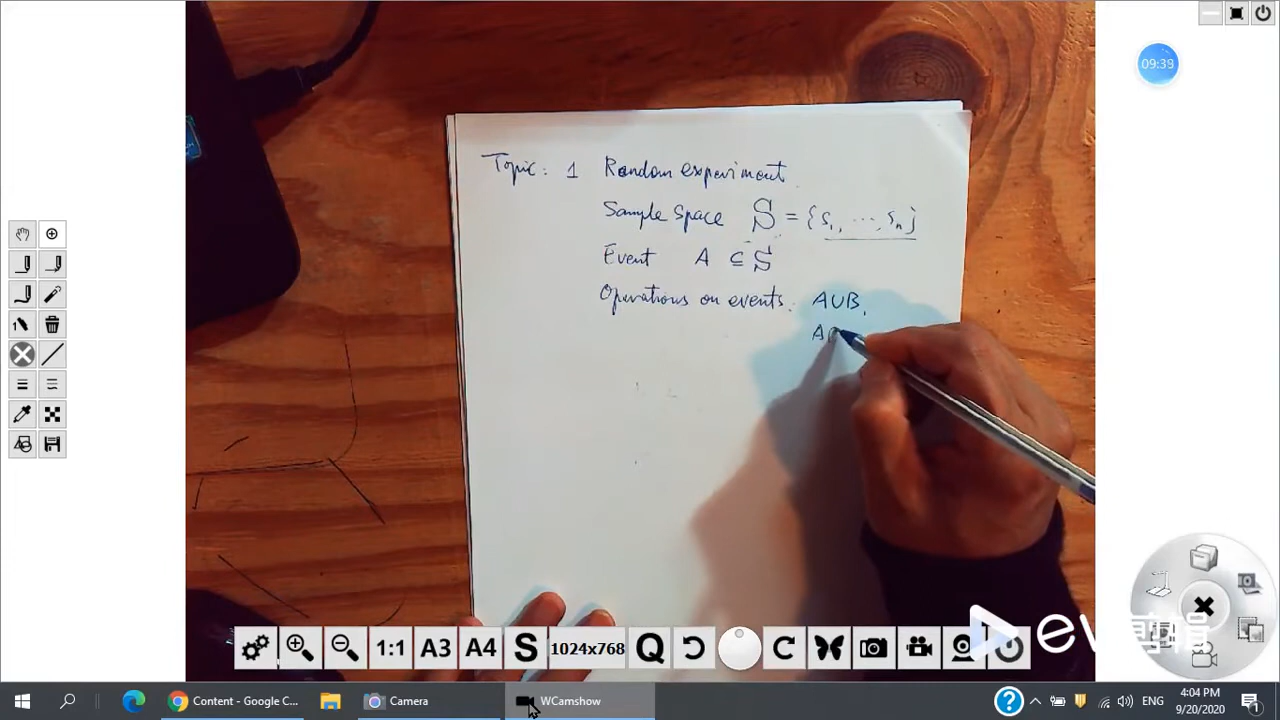 09:39
Topic: 1 Random experiment
Sample Space S = {s₁, ..., sₙ}
Event A ⊆ S
Operations on events: A∪B,
A
1:1 A3 A4 S 1024x768 Q
Content - Google C...
Camera
WCamshow
ENG
4:04 PM
9/20/2020
1